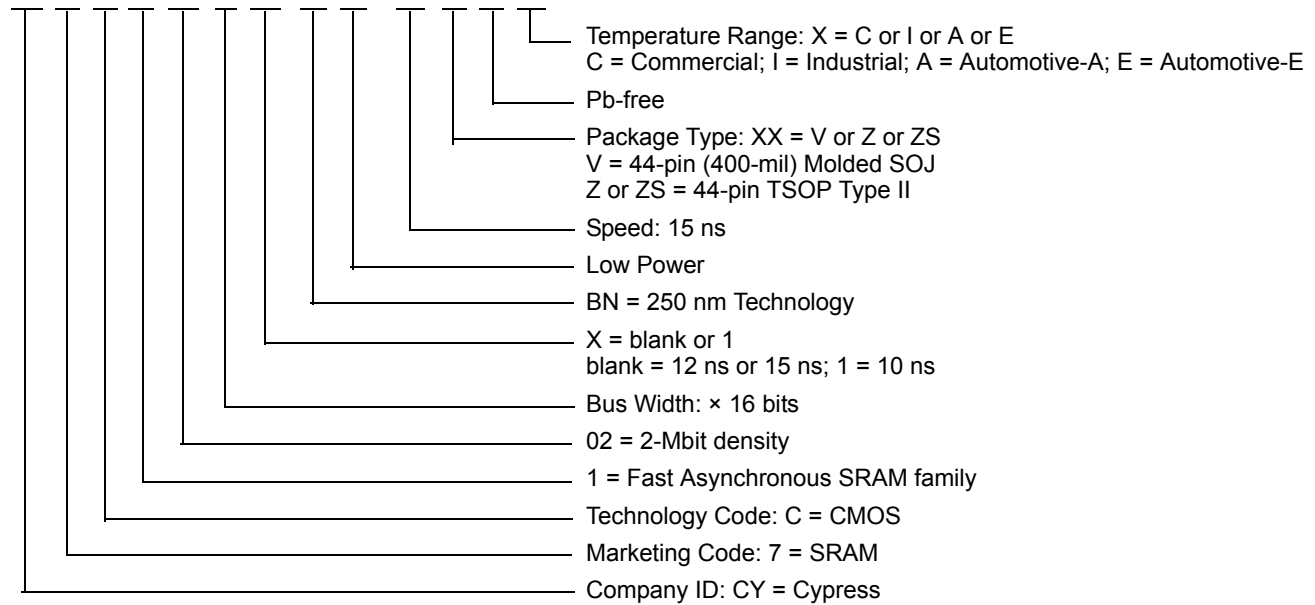 Temperature Range: X = C or I or A or E
C = Commercial; I = Industrial; A = Automotive-A; E = Automotive-E
Pb-free
Package Type: XX = V or Z or ZS
V = 44-pin (400-mil) Molded SOJ
Z or ZS = 44-pin TSOP Type II
Speed: 15 ns
Low Power
BN = 250 nm Technology
X = blank or 1
blank = 12 ns or 15 ns; 1 = 10 ns
Bus Width: × 16 bits
02 = 2-Mbit density
1 = Fast Asynchronous SRAM family
Technology Code: C = CMOS
Marketing Code: 7 = SRAM
Company ID: CY = Cypress